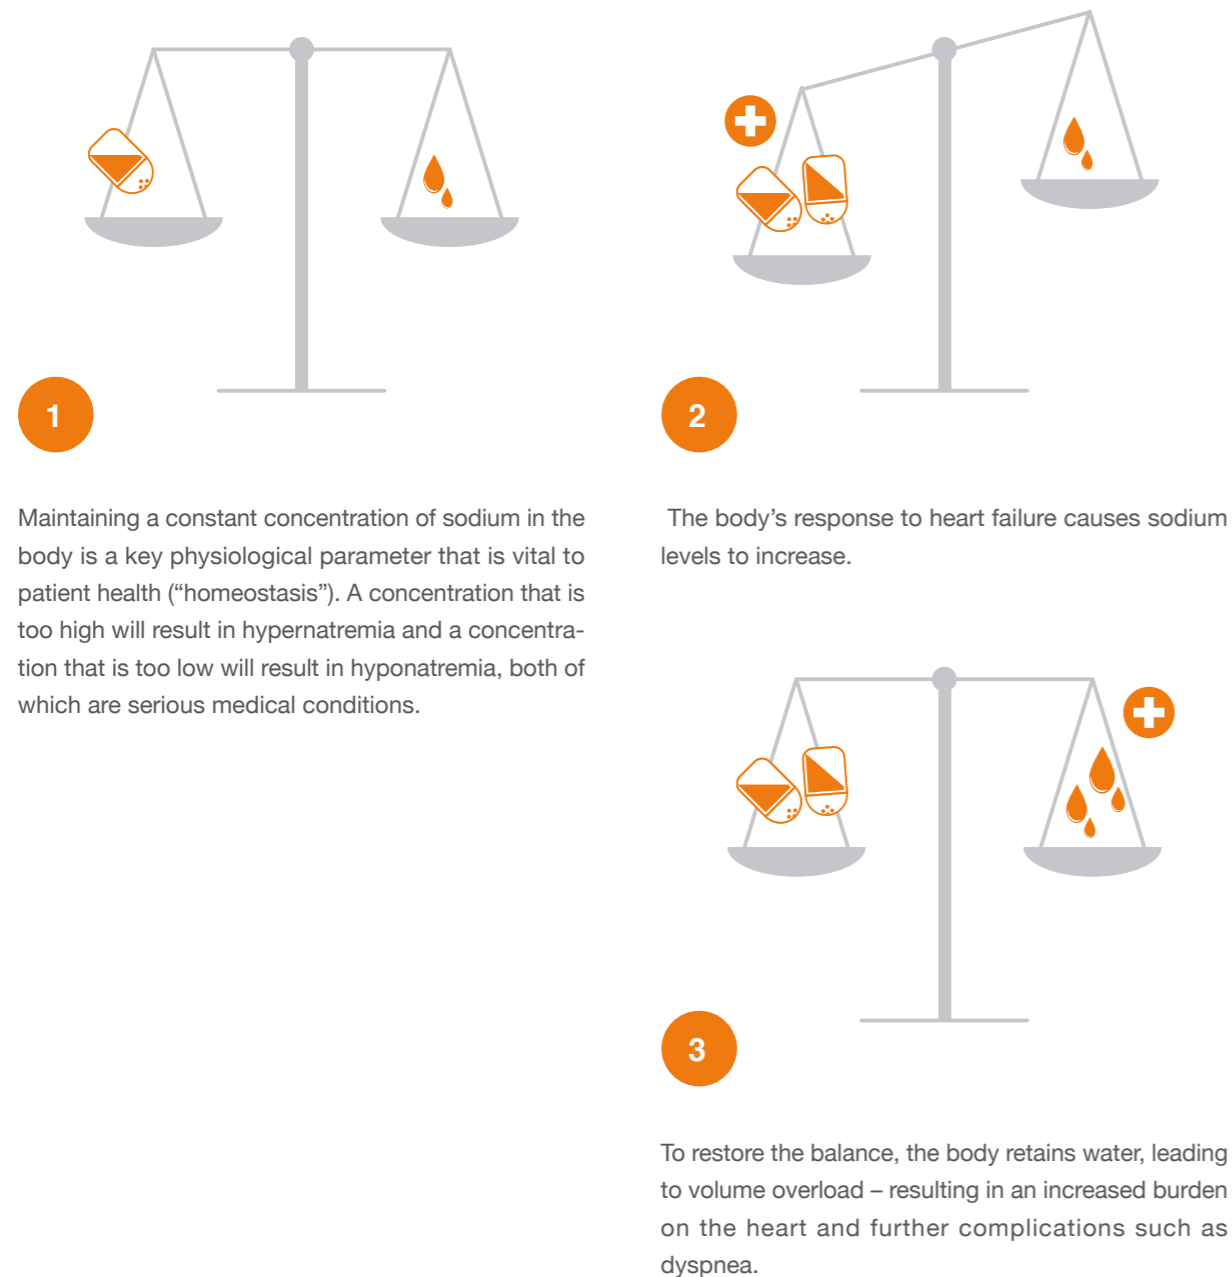 1
Maintaining a constant concentration of sodium in the
body is a key physiological parameter that is vital to
patient health (“homeostasis”). A concentration that is
too high will result in hypernatremia and a concentra-
tion that is too low will result in hyponatremia, both of
which are serious medical conditions.
2
The body’s response to heart failure causes sodium
levels to increase.
3
To restore the balance, the body retains water, leading
to volume overload – resulting in an increased burden
on the heart and further complications such as
dyspnea.